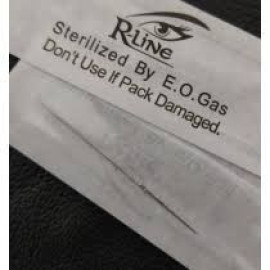 R-Line
Sterilized By E.O.Gas
Don't Use If Pack Damaged.